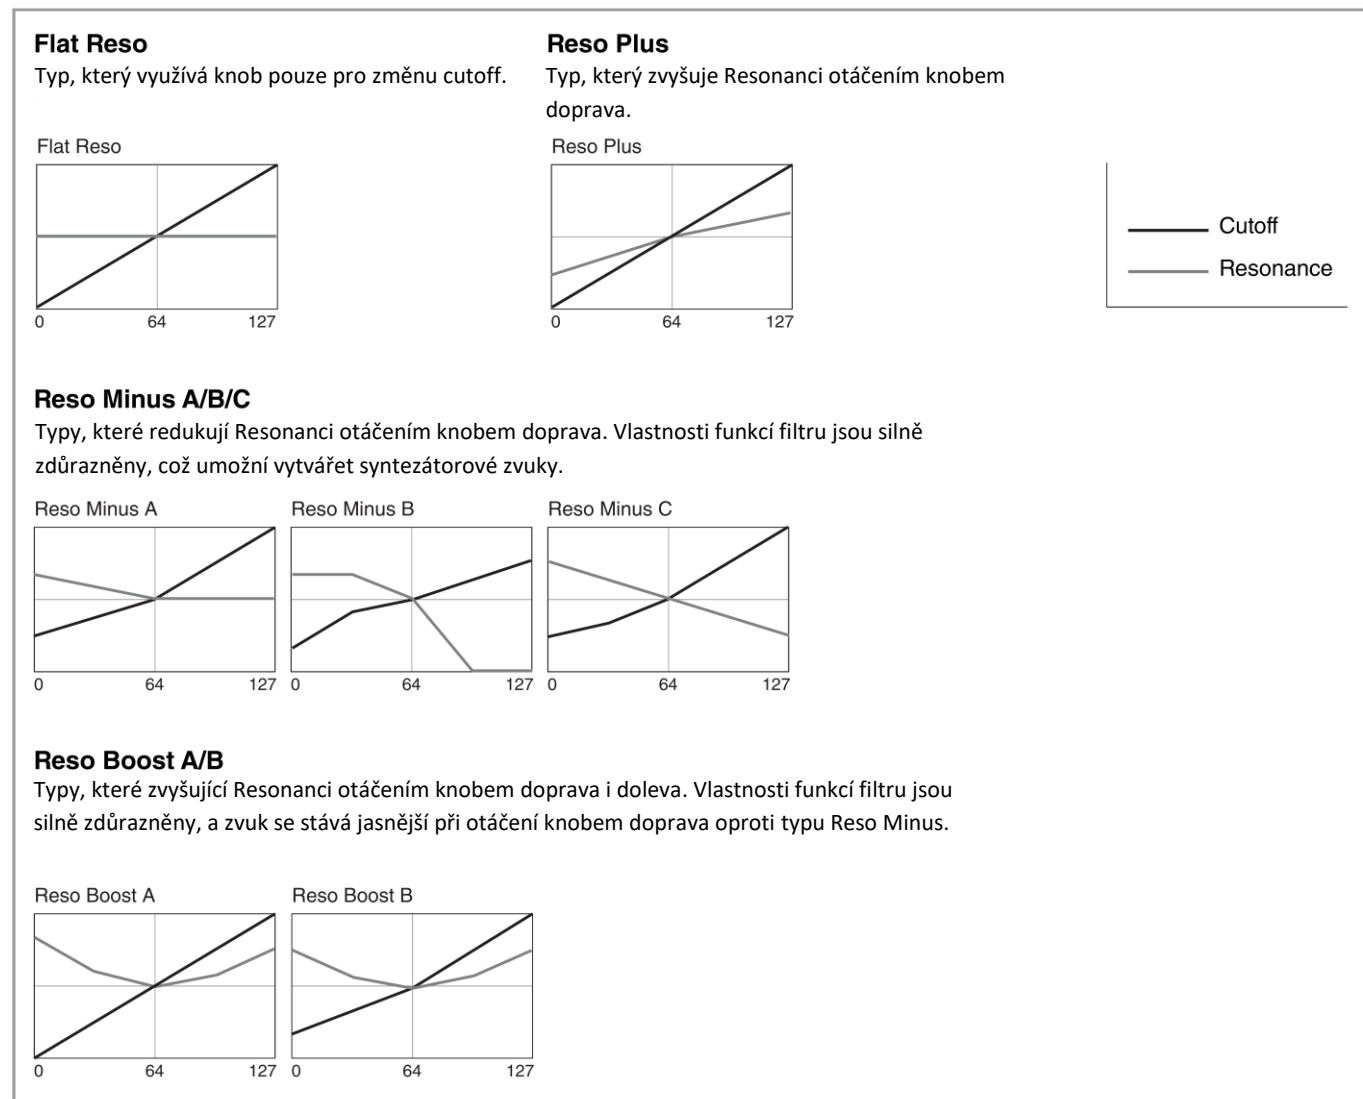 Flat Reso
Typ, který využívá knob pouze pro změnu cutoff.
Reso Plus
Typ, který zvyšuje Resonanci otáčením knobem
doprava.
Flat Reso
0 64 127
Reso Plus
0 64 127
Cutoff
Resonance
Reso Minus A/B/C
Typy, které redukují Resonanci otáčením knobem doprava. Vlastnosti funkcí filtru jsou silně
zdůrazněny, což umožní vytvářet syntezátorové zvuky.
Reso Minus A
0 64 127
Reso Minus B
0 64 127
Reso Minus C
0 64 127
Reso Boost A/B
Typy, které zvyšující Resonanci otáčením knobem doprava i doleva. Vlastnosti funkcí filtru jsou
silně zdůrazněny, a zvuk se stává jasnější při otáčení knobem doprava oproti typu Reso Minus.
Reso Boost A
0 64 127
Reso Boost B
0 64 127